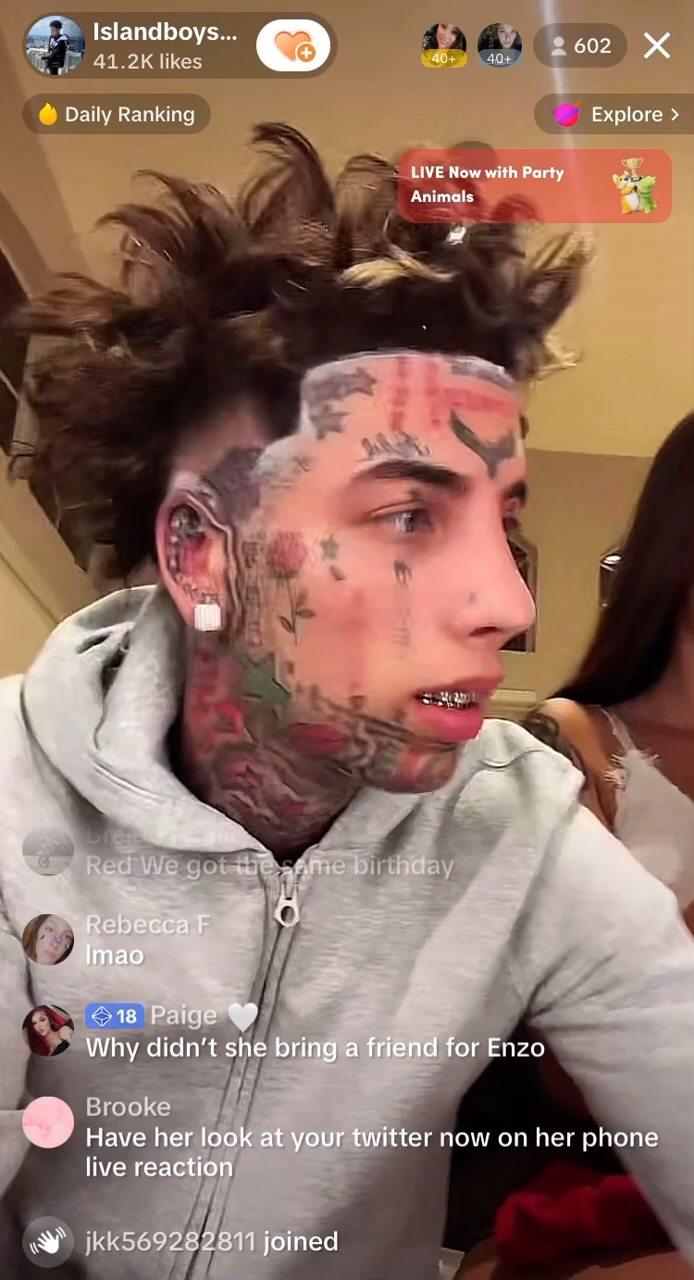 Islandboys...
41.2K likes
40+
40+
602
Daily Ranking
Explore >
LIVE Now with Party
Animals
Red We got the same birthday
Rebecca F
lmao
18 Paige 🤍
Why didn't she bring a friend for Enzo
Brooke
Have her look at your twitter now on her phone
live reaction
jkk569282811 joined